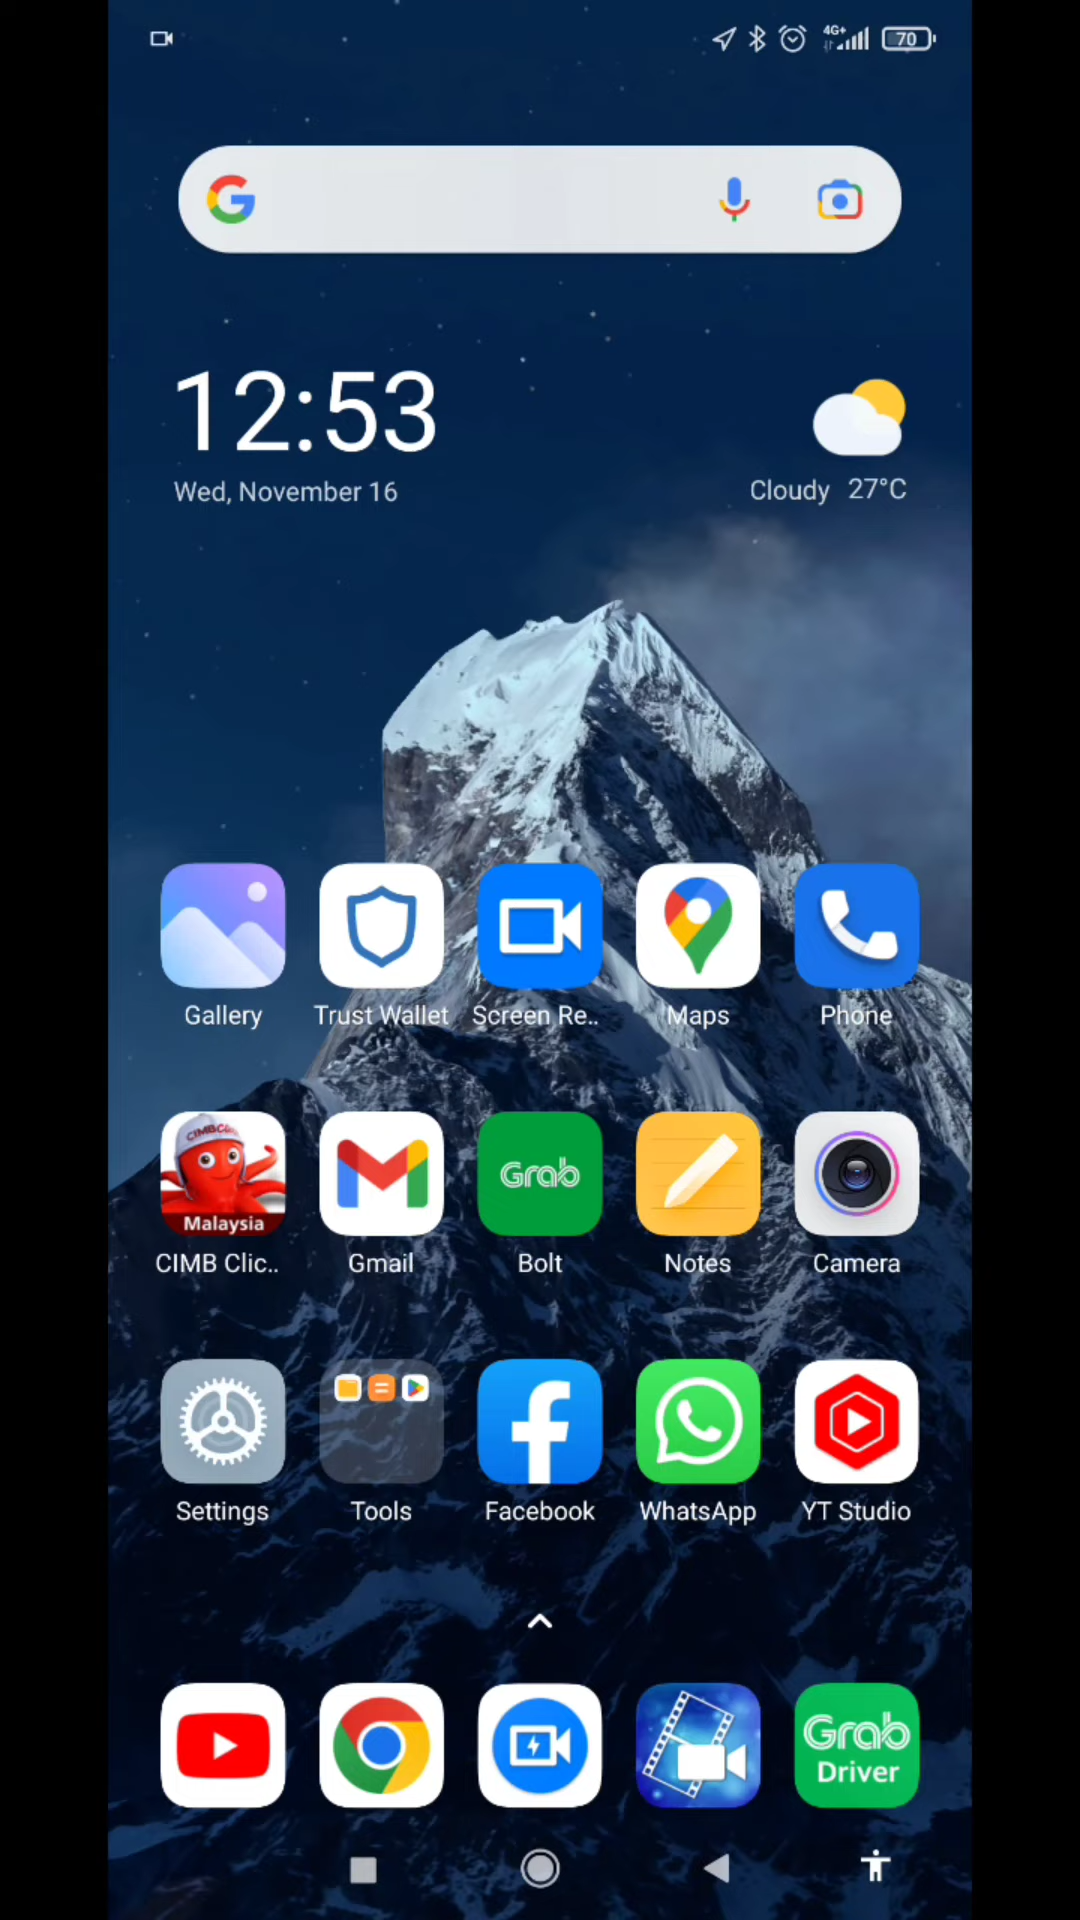 4G+
70
12:53
Wed, November 16
Cloudy 27°C
Gallery
Trust Wallet
Screen Re..
Maps
Phone
CIMBCLICKS
Malaysia
Grab
CIMB Clic..
Gmail
Bolt
Notes
Camera
Settings
Tools
Facebook
WhatsApp
YT Studio
Grab
Driver